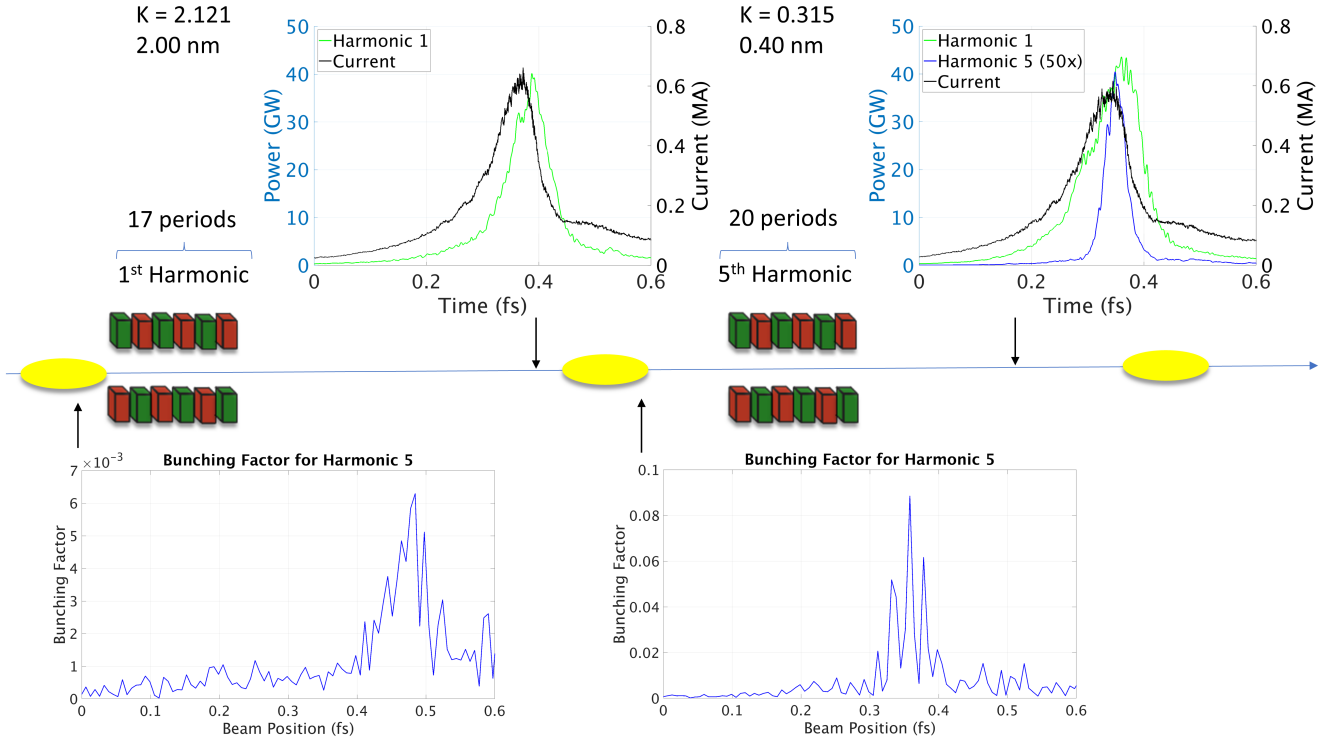 K = 2.121
2.00 nm
17 periods
1st Harmonic
50
40
30
20
10
0
Power (GW)
Harmonic 1
Current
0.8
0.6
0.4
0.2
0
Current (MA)
0
0.2
0.4
0.6
Time (fs)
K = 0.315
0.40 nm
20 periods
5th Harmonic
50
40
30
20
10
0
Power (GW)
Harmonic 1
Harmonic 5 (50x)
Current
0.8
0.6
0.4
0.2
0
Current (MA)
0
0.2
0.4
0.6
Time (fs)
×10-3
Bunching Factor for Harmonic 5
7
6
5
4
3
2
1
0
Bunching Factor
0
0.1
0.2
0.3
0.4
0.5
0.6
Beam Position (fs)
Bunching Factor for Harmonic 5
0.1
0.08
0.06
0.04
0.02
0
Bunching Factor
0
0.1
0.2
0.3
0.4
0.5
0.6
Beam Position (fs)